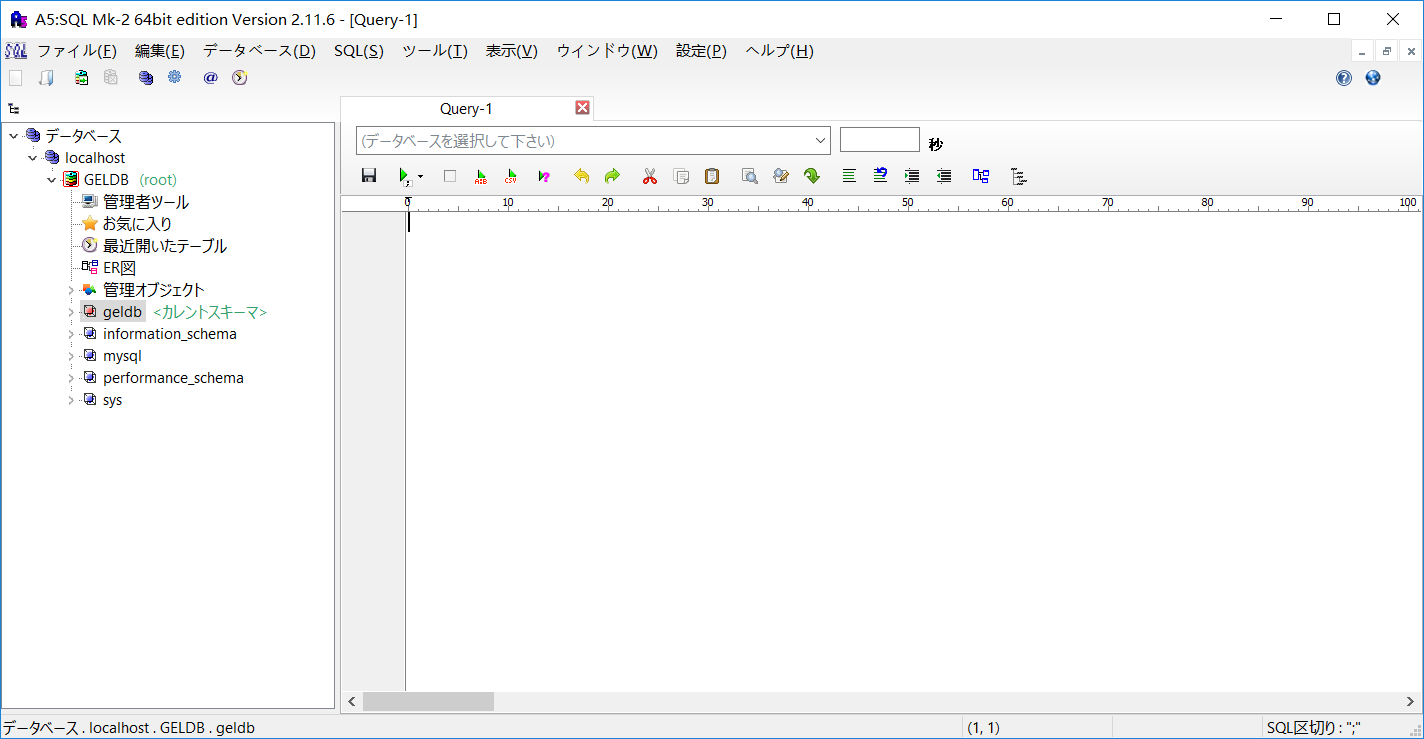 A5:SQL Mk-2 64bit edition Version 2.11.6 - [Query-1]
SQL ファイル(F) 編集(E) データベース(D) SQL(S) ツール(T) 表示(V) ウインドウ(W) 設定(P) ヘルプ(H)
Query-1
(データベースを選択して下さい) 秒
0 10 20 30 40 50 60 70 80 90 100
データベース
localhost
GELDB (root)
管理者ツール
お気に入り
最近開いたテーブル
ER図
管理オブジェクト
geldb <カレントスキーマ>
information_schema
mysql
performance_schema
sys
データベース . localhost . GELDB . geldb (1, 1) SQL区切り : ";"